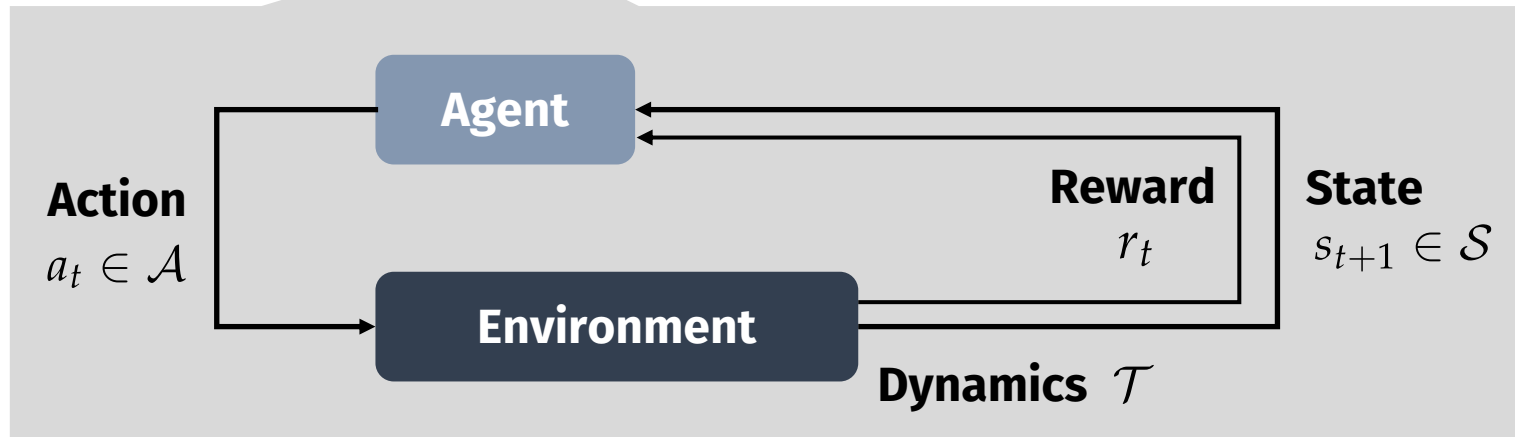 Agent
Action
a_t ∈ 𝒜
Reward
r_t
State
s_{t+1} ∈ 𝒮
Environment
Dynamics 𝒯